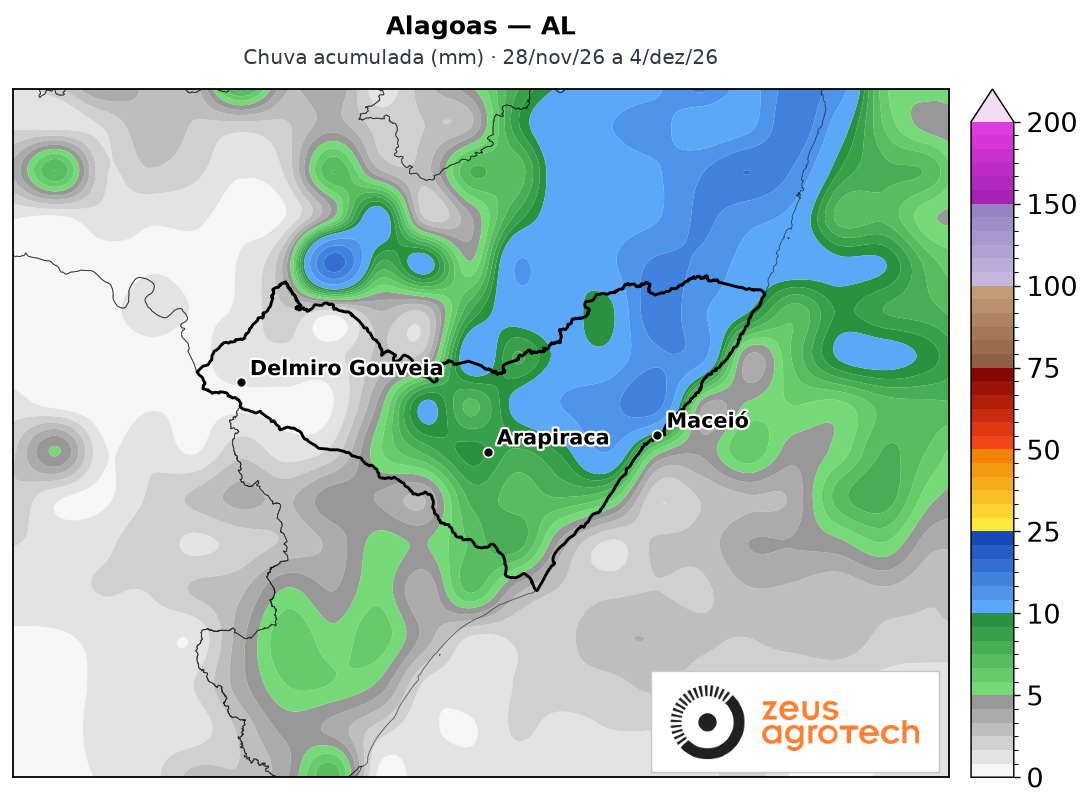 Alagoas — AL
Chuva acumulada (mm) · 28/nov/26 a 4/dez/26
200
150
100
75
50
25
10
5
0
Delmiro Gouveia
Arapiraca
Maceió
zeus
agrotech